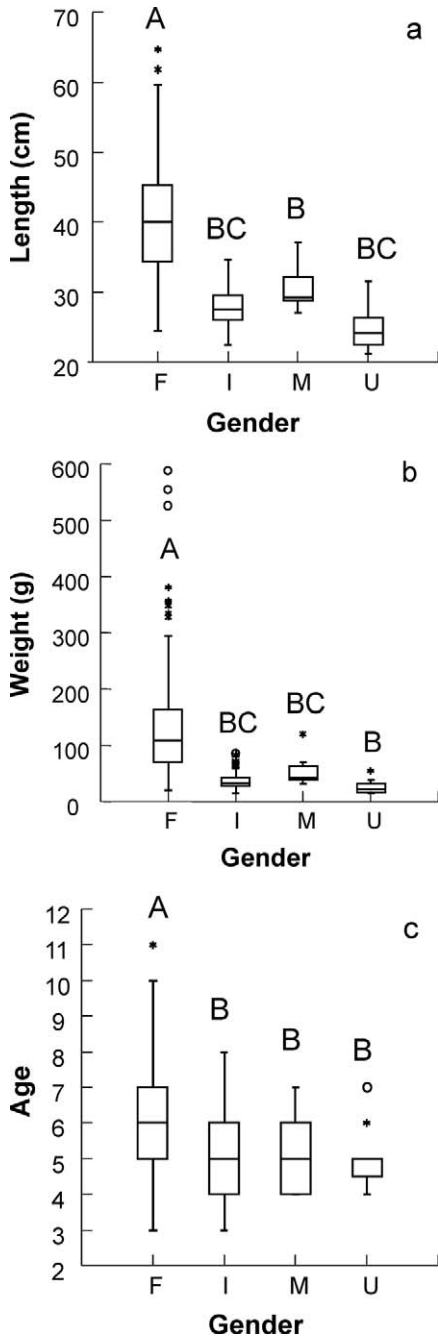 70
A
a
60
50
Length (cm)
40
BC
B
BC
30
20
F I M U
Gender
600
b
500
A
400
Weight (g)
300
200
BC
BC
B
100
0
F I M U
Gender
12
A
c
11
10
9
B
8
B
B
Age
7
6
5
4
3
2
F I M U
Gender